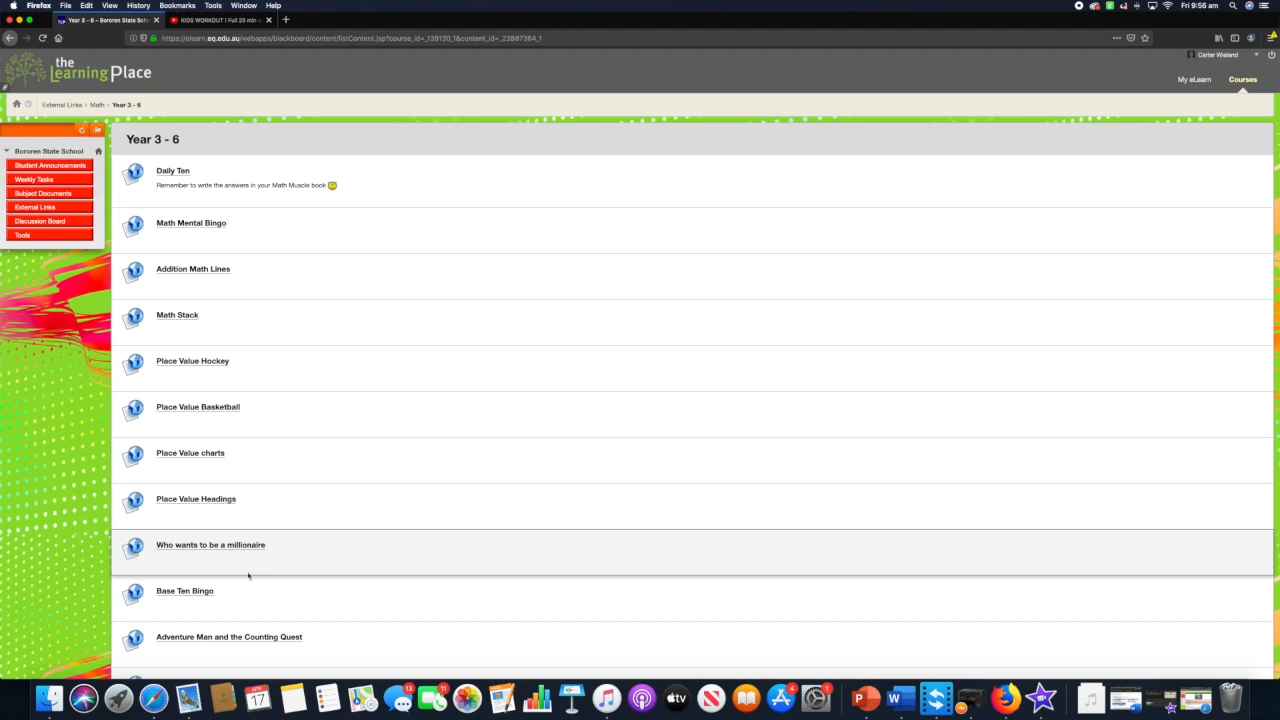 Firefox File Edit View History Bookmarks Tools Window Help
Fri 9:56 am
Year 3 - 6 – Bororen State Scho
KIDS WORKOUT I Full 25 min
https://elearn.eq.edu.au/webapps/blackboard/content/listContent.jsp?course_id=_139130_1&content_id=_23887364_1
Carter Wieland
the
Learning Place
My eLearn
Courses
External Links > Math > Year 3 - 6
Year 3 - 6
Bororen State School
Student Announcements
Weekly Tasks
Subject Documents
External Links
Discussion Board
Tools
Daily Ten
Remember to write the answers in your Math Muscle book
Math Mental Bingo
Addition Math Lines
Math Stack
Place Value Hockey
Place Value Basketball
Place Value charts
Place Value Headings
Who wants to be a millionaire
Base Ten Bingo
Adventure Man and the Counting Quest
APR
17
13
11
4
1